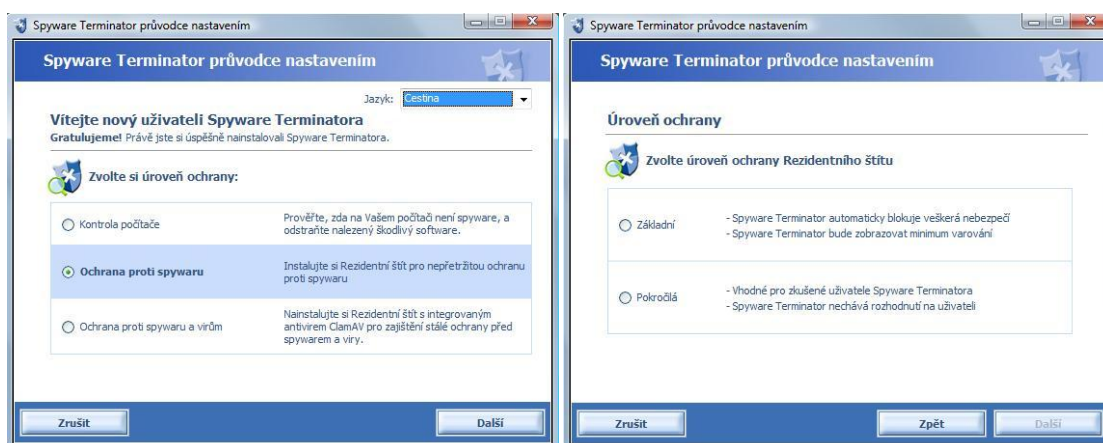 Spyware Terminator průvodce nastavením
Spyware Terminator průvodce nastavením
Jazyk: Cestina
Vítejte nový uživateli Spyware Terminatora
Gratulujeme! Právě jste si úspěšně nainstalovali Spyware Terminatora.
Zvolte si úroveň ochrany:
Kontrola počítače
Prověřte, zda na Vašem počítači není spyware, a
odstraňte nalezený škodlivý software.
Ochrana proti spywaru
Instalujte si Rezidentní štít pro nepřetržitou ochranu
proti spywaru
Ochrana proti spywaru a virům
Nainstalujte si Rezidentní štít s integrovaným
antivirem ClamAV pro zajištění stálé ochrany před
spywarem a viry.
Zrušit
Další
Spyware Terminator průvodce nastavením
Spyware Terminator průvodce nastavením
Úroveň ochrany
Zvolte úroveň ochrany Rezidentního štítu
Základní
- Spyware Terminator automaticky blokuje veškerá nebezpečí
- Spyware Terminator bude zobrazovat minimum varování
Pokročilá
- Vhodné pro zkušené uživatele Spyware Terminatora
- Spyware Terminator nechává rozhodnutí na uživateli
Zrušit
Zpět
Další